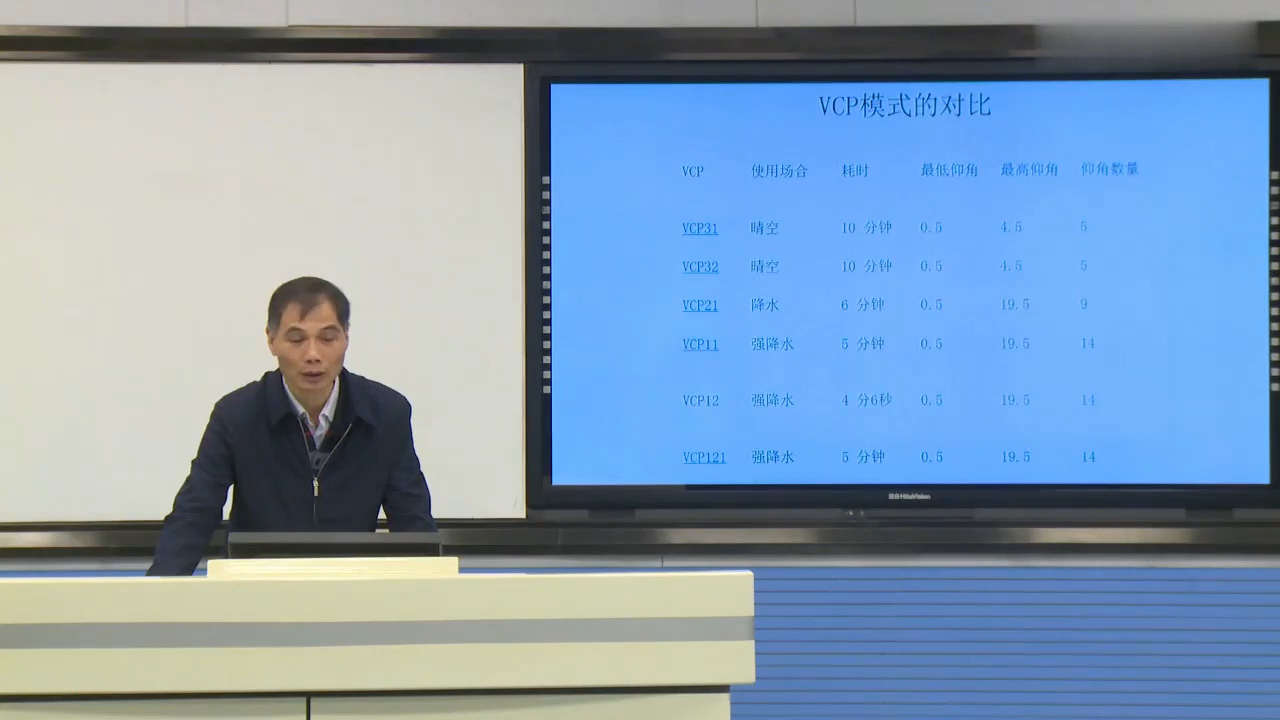 VCP模式的对比
VCP 使用场合 耗时 最低仰角 最高仰角 仰角数量
VCP31 晴空 10 分钟 0.5 4.5 5
VCP32 晴空 10 分钟 0.5 4.5 5
VCP21 降水 6 分钟 0.5 19.5 9
VCP11 强降水 5 分钟 0.5 19.5 14
VCP12 强降水 4 分6秒 0.5 19.5 14
VCP121 强降水 5 分钟 0.5 19.5 14
HiteVision